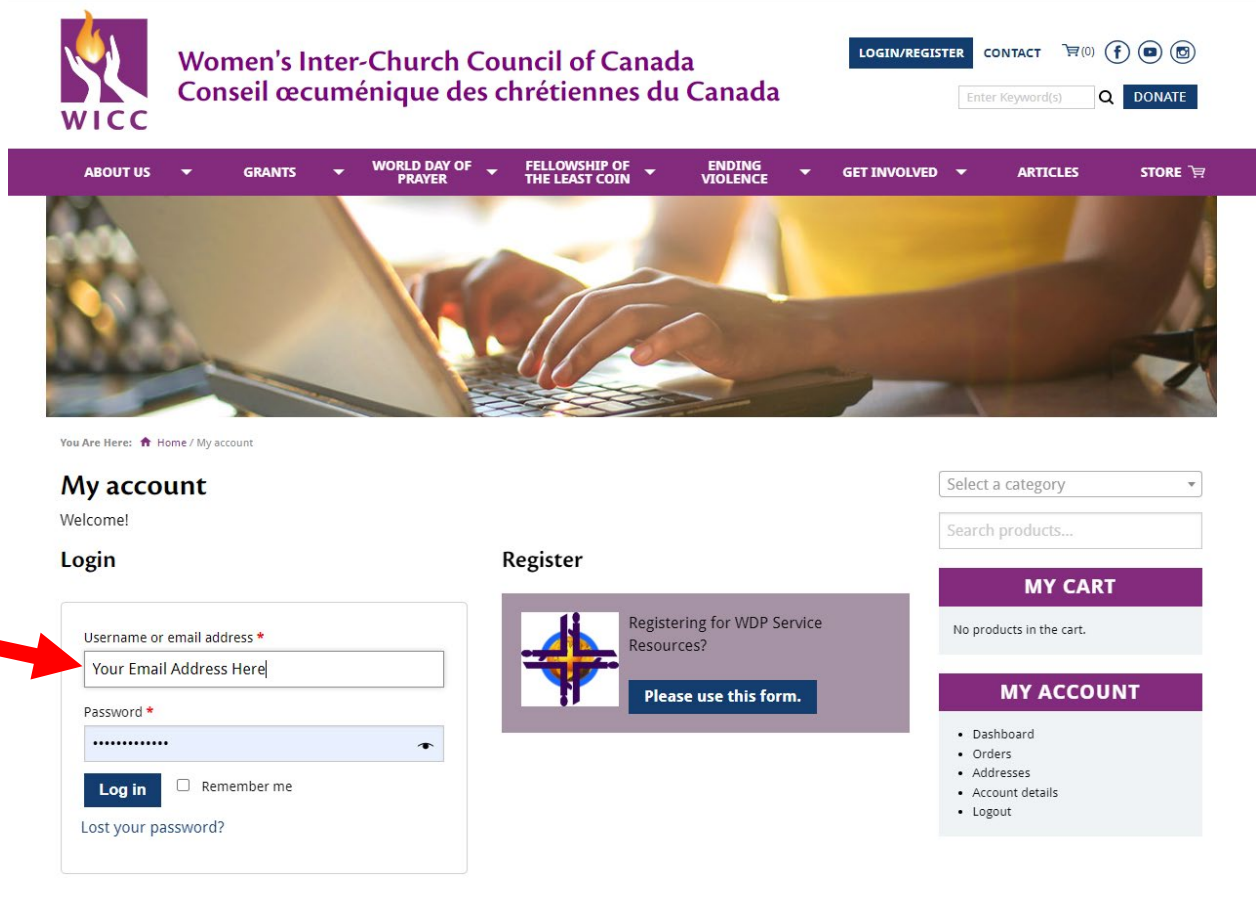 WICC
Women's Inter-Church Council of Canada
Conseil œcuménique des chrétiennes du Canada
LOGIN/REGISTER CONTACT (0)
Enter Keyword(s) DONATE
ABOUT US GRANTS WORLD DAY OF PRAYER FELLOWSHIP OF THE LEAST COIN ENDING VIOLENCE GET INVOLVED ARTICLES STORE
You Are Here: Home / My account
My account
Welcome!
Login
Username or email address *
Your Email Address Here
Password *
•••••••••••••
Log in Remember me
Lost your password?
Register
Registering for WDP Service
Resources?
Please use this form.
Select a category
Search products...
MY CART
No products in the cart.
MY ACCOUNT
• Dashboard
• Orders
• Addresses
• Account details
• Logout